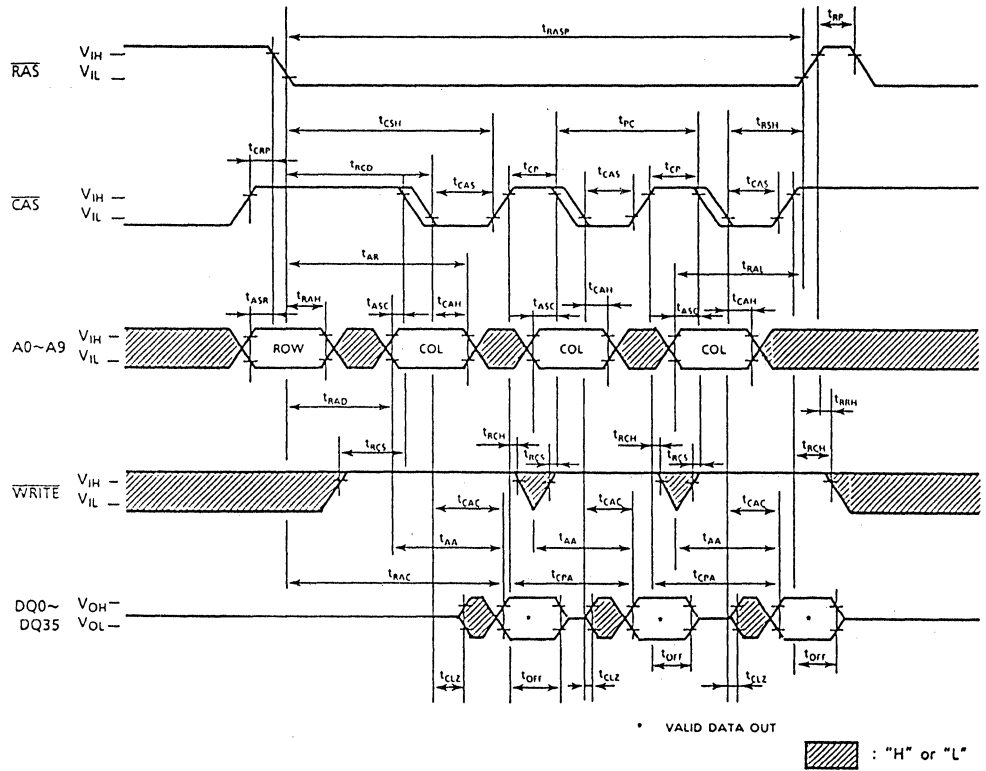 tRASP
tRP
RAS
VIH
VIL
tCSH
tPC
tRSH
tCRP
tRCD
tCAS
tCP
tCAS
tCP
tCAS
CAS
VIH
VIL
tAR
tRAL
tASR
tRAH
tASC
tCAH
tASC
tCAH
tASC
tCAH
A0~A9
VIH
VIL
ROW
COL
COL
COL
tRAD
tRRH
tRCS
tRCH
tRCS
tRCH
tRCS
tRCH
WRITE
VIH
VIL
tCAC
tCAC
tCAC
tAA
tAA
tAA
tRAC
tCPA
tCPA
DQ0~
DQ35
VOH
VOL
*
*
*
tCLZ
tOFF
tCLZ
tOFF
tCLZ
tOFF
* VALID DATA OUT
: "H" or "L"